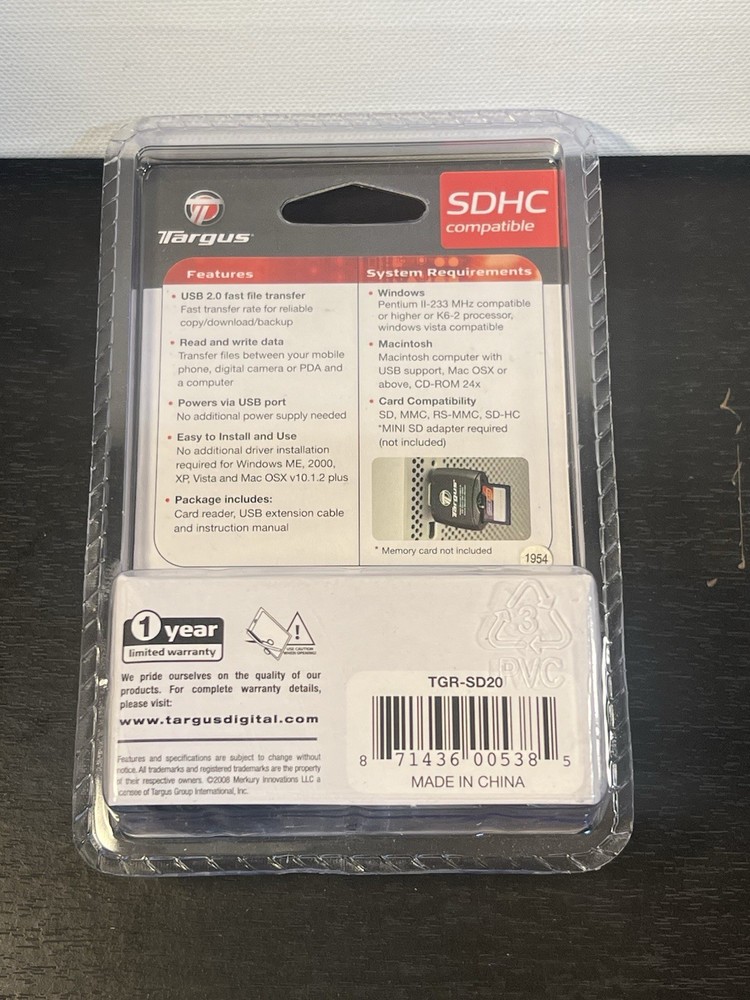 Targus
SDHC
compatible
Features
• USB 2.0 fast file transfer
Fast transfer rate for reliable
copy/download/backup
• Read and write data
Transfer files between your mobile
phone, digital camera or PDA and
a computer
• Powers via USB port
No additional power supply needed
• Easy to Install and Use
No additional driver installation
required for Windows ME, 2000,
XP, Vista and Mac OSX v10.1.2 plus
• Package includes:
Card reader, USB extension cable
and instruction manual
System Requirements
• Windows
Pentium II-233 MHz compatible
or higher or K6-2 processor,
windows vista compatible
• Macintosh
Macintosh computer with
USB support, Mac OSX or
above, CD-ROM 24x
• Card Compatibility
SD, MMC, RS-MMC, SD-HC
*MINI SD adapter required
(not included)
Targus
* Memory card not included
1954
1 year
limited warranty
!
USE CAUTION
WHEN OPENING
We pride ourselves on the quality of our
products. For complete warranty details,
please visit:
www.targusdigital.com
Features and specifications are subject to change without
notice. All trademarks and registered trademarks are the property
of their respective owners. ©2008 Merkury Innovations LLC a
licensee of Targus Group International, Inc.
3
PVC
TGR-SD20
8 71436 00538 5
MADE IN CHINA